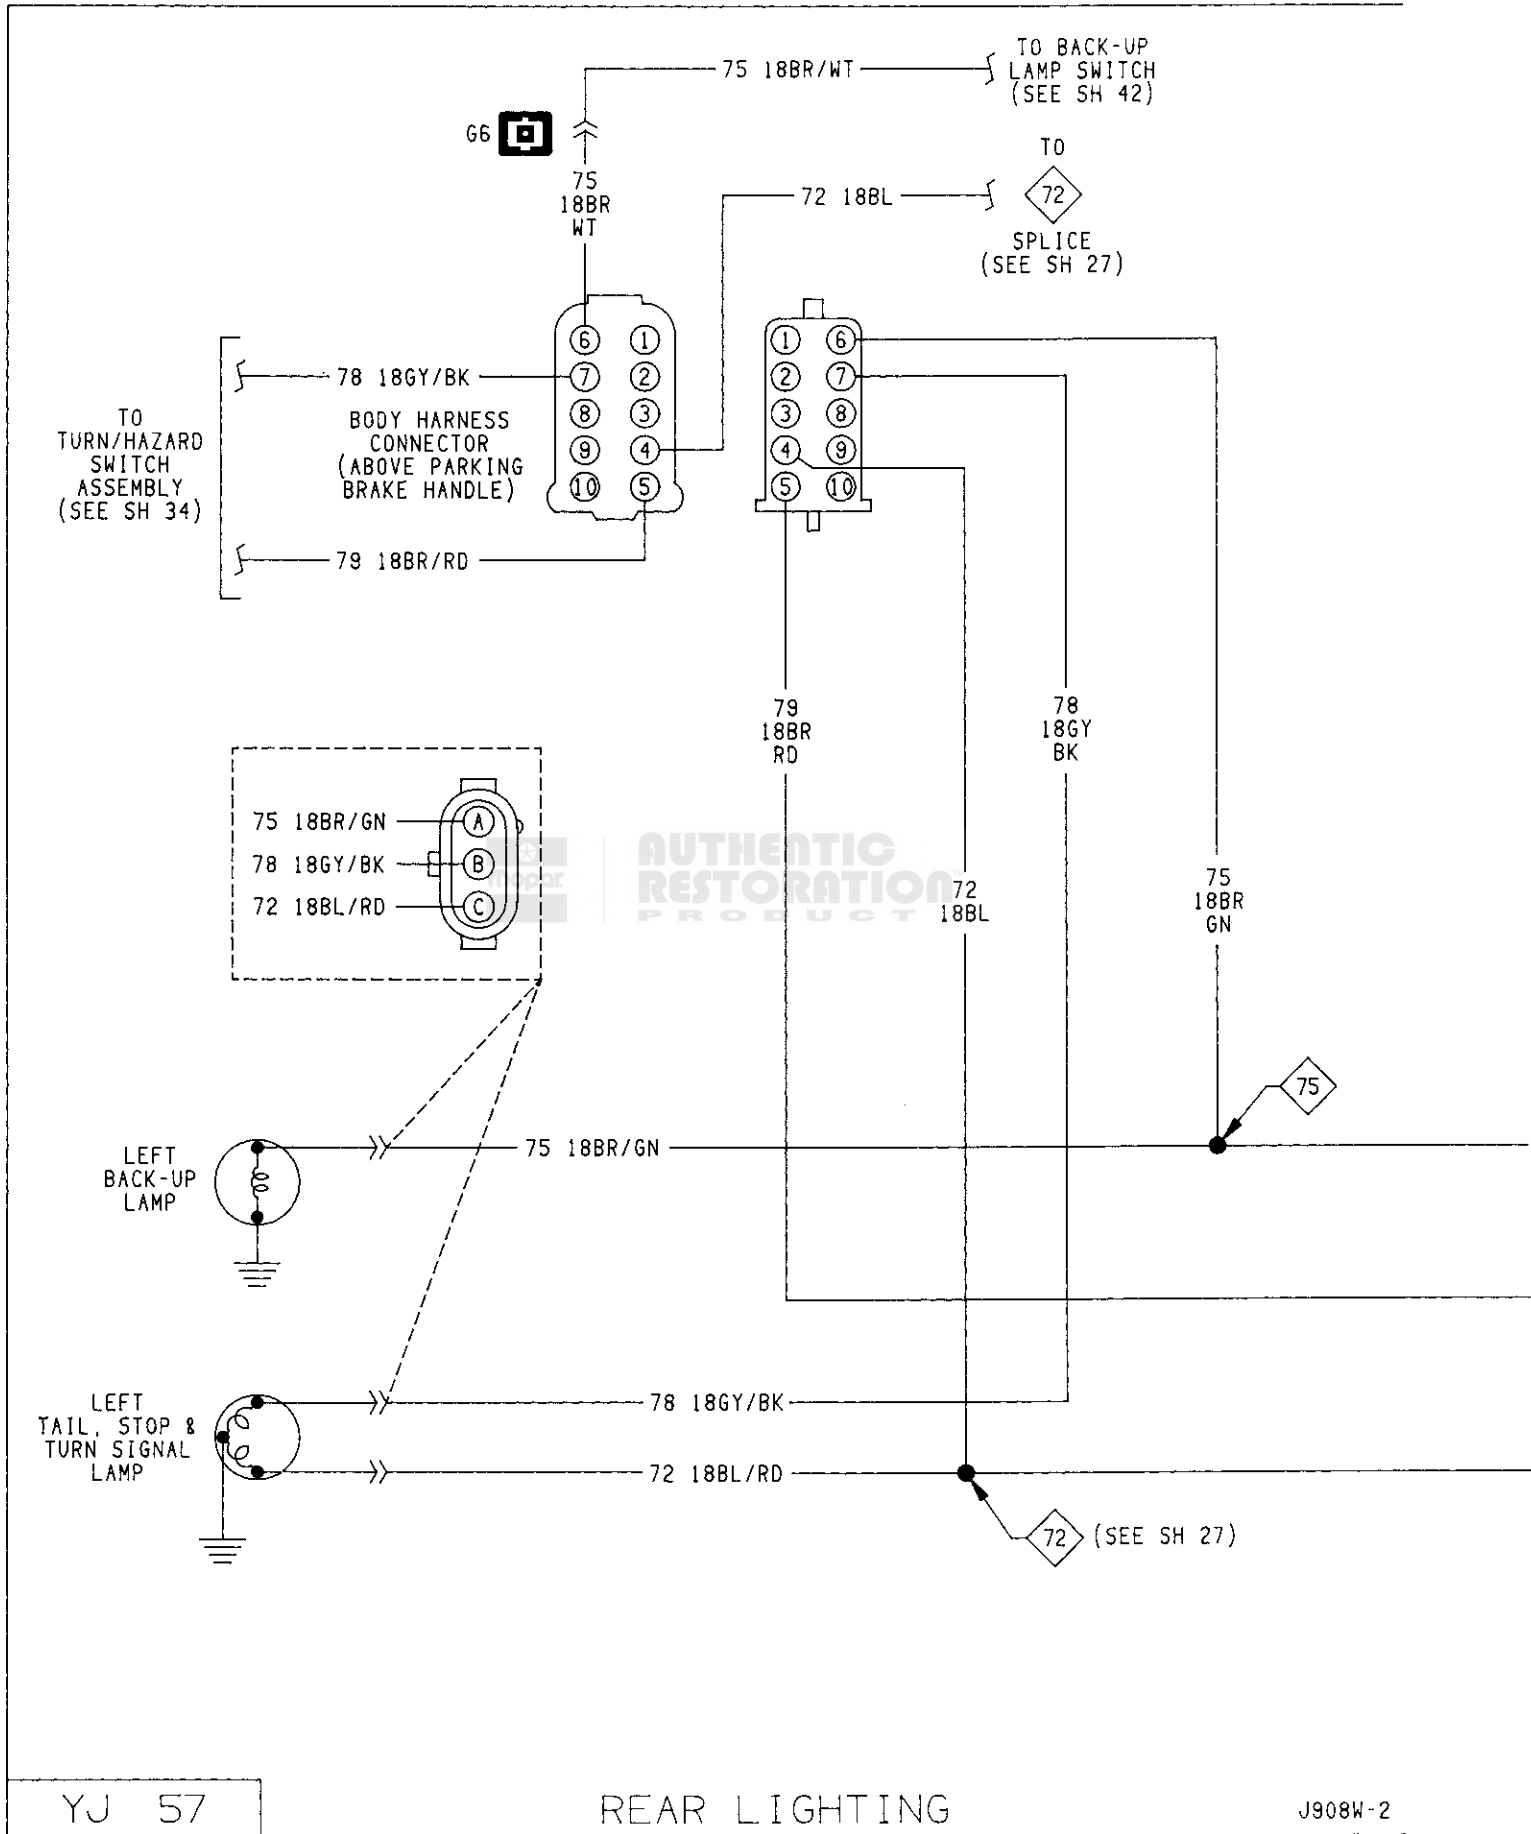 75 18BR/WT
TO BACK-UP
LAMP SWITCH
(SEE SH 42)
G6
75
18BR
WT
72 18BL
TO
72
SPLICE
(SEE SH 27)
6 1
7 2
8 3
9 4
10 5
1 6
2 7
3 8
4 9
5 10
78 18GY/BK
TO
TURN/HAZARD
SWITCH
ASSEMBLY
(SEE SH 34)
BODY HARNESS
CONNECTOR
(ABOVE PARKING
BRAKE HANDLE)
79 18BR/RD
79
18BR
RD
78
18GY
BK
75 18BR/GN
A
78 18GY/BK
B
72 18BL/RD
C
mopar
AUTHENTIC
RESTORATION
PRODUCT
72
18BL
75
18BR
GN
75
LEFT
BACK-UP
LAMP
75 18BR/GN
LEFT
TAIL, STOP &
TURN SIGNAL
LAMP
78 18GY/BK
72 18BL/RD
72
(SEE SH 27)
YJ 57
REAR LIGHTING
J908W-2